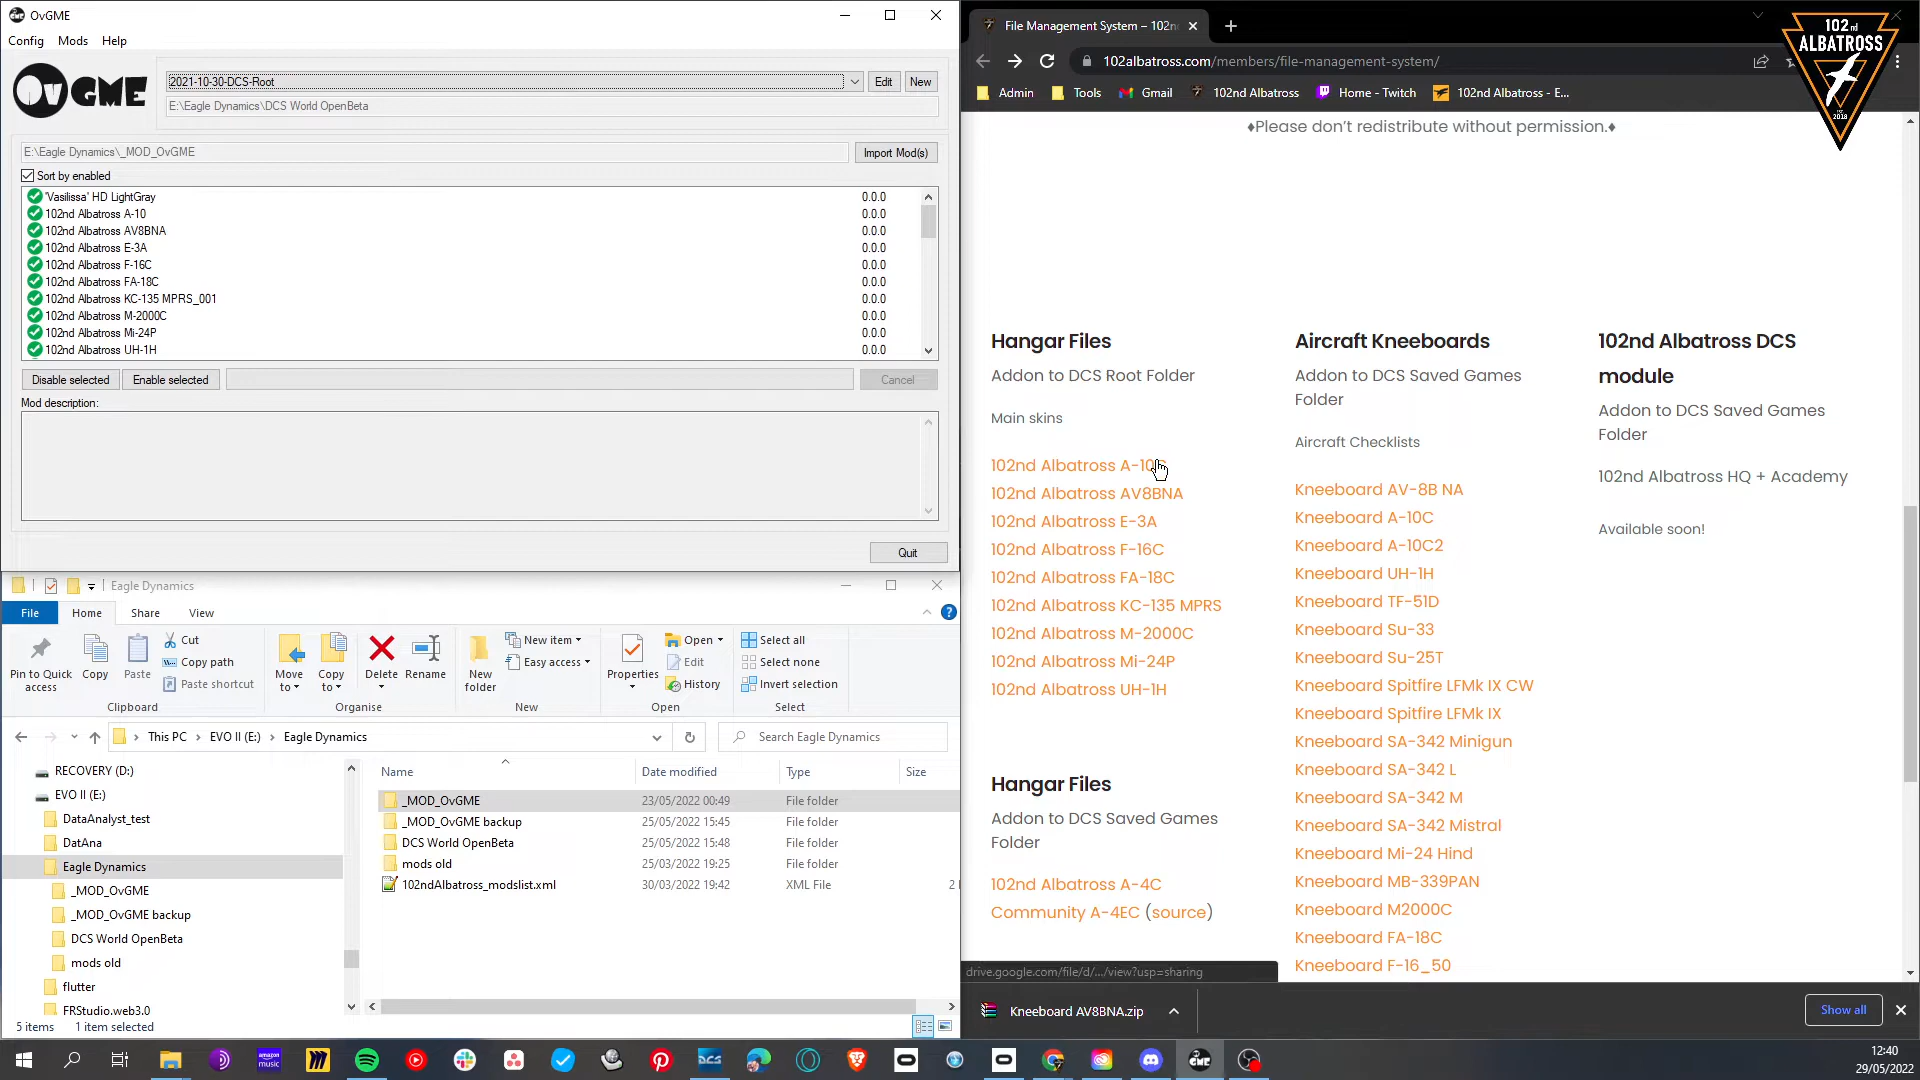 OvGME
Config Mods Help
OvGME
2021-10-30-DCS-Root
Edit New
E:\Eagle Dynamics\DCS World OpenBeta
E:\Eagle Dynamics\_MOD_OvGME
Import Mod(s)
Sort by enabled
'Vasilissa' HD LightGray 0.0.0
102nd Albatross A-10 0.0.0
102nd Albatross AV8BNA 0.0.0
102nd Albatross E-3A 0.0.0
102nd Albatross F-16C 0.0.0
102nd Albatross FA-18C 0.0.0
102nd Albatross KC-135 MPRS_001 0.0.0
102nd Albatross M-2000C 0.0.0
102nd Albatross Mi-24P 0.0.0
102nd Albatross UH-1H 0.0.0
Disable selected Enable selected Cancel
Mod description:
Quit
Eagle Dynamics
File Home Share View
Pin to Quick access
Copy
Paste
Cut
Copy path
Paste shortcut
Clipboard
Move to
Copy to
Delete
Rename
Organise
New folder
New item
Easy access
New
Properties
Open
Edit
History
Open
Select all
Select none
Invert selection
Select
This PC > EVO II (E:) > Eagle Dynamics
Search Eagle Dynamics
RECOVERY (D:)
EVO II (E:)
DataAnalyst_test
DatAna
Eagle Dynamics
_MOD_OvGME
_MOD_OvGME backup
DCS World OpenBeta
mods old
flutter
FRStudio.web3.0
Name Date modified Type Size
_MOD_OvGME 23/05/2022 00:49 File folder
_MOD_OvGME backup 25/05/2022 15:45 File folder
DCS World OpenBeta 25/05/2022 15:48 File folder
mods old 25/03/2022 19:25 File folder
102ndAlbatross_modslist.xml 30/03/2022 19:42 XML File 2
5 items 1 item selected
File Management System – 102n
102albatross.com/members/file-management-system/
Admin Tools Gmail 102nd Albatross Home - Twitch 102nd Albatross - E...
102nd
ALBATROSS
EST
2018
♦Please don't redistribute without permission.♦
Hangar Files
Addon to DCS Root Folder
Main skins
102nd Albatross A-10C
102nd Albatross AV8BNA
102nd Albatross E-3A
102nd Albatross F-16C
102nd Albatross FA-18C
102nd Albatross KC-135 MPRS
102nd Albatross M-2000C
102nd Albatross Mi-24P
102nd Albatross UH-1H
Hangar Files
Addon to DCS Saved Games
Folder
102nd Albatross A-4C
Community A-4EC (source)
Aircraft Kneeboards
Addon to DCS Saved Games
Folder
Aircraft Checklists
Kneeboard AV-8B NA
Kneeboard A-10C
Kneeboard A-10C2
Kneeboard UH-1H
Kneeboard TF-51D
Kneeboard Su-33
Kneeboard Su-25T
Kneeboard Spitfire LFMk IX CW
Kneeboard Spitfire LFMk IX
Kneeboard SA-342 Minigun
Kneeboard SA-342 L
Kneeboard SA-342 M
Kneeboard SA-342 Mistral
Kneeboard Mi-24 Hind
Kneeboard MB-339PAN
Kneeboard M2000C
Kneeboard FA-18C
Kneeboard F-16_50
102nd Albatross DCS
module
Addon to DCS Saved Games
Folder
102nd Albatross HQ + Academy
Available soon!
drive.google.com/file/d/.../view?usp=sharing
Kneeboard AV8BNA.zip
Show all
amazon music
DCS
GME
12:40
29/05/2022